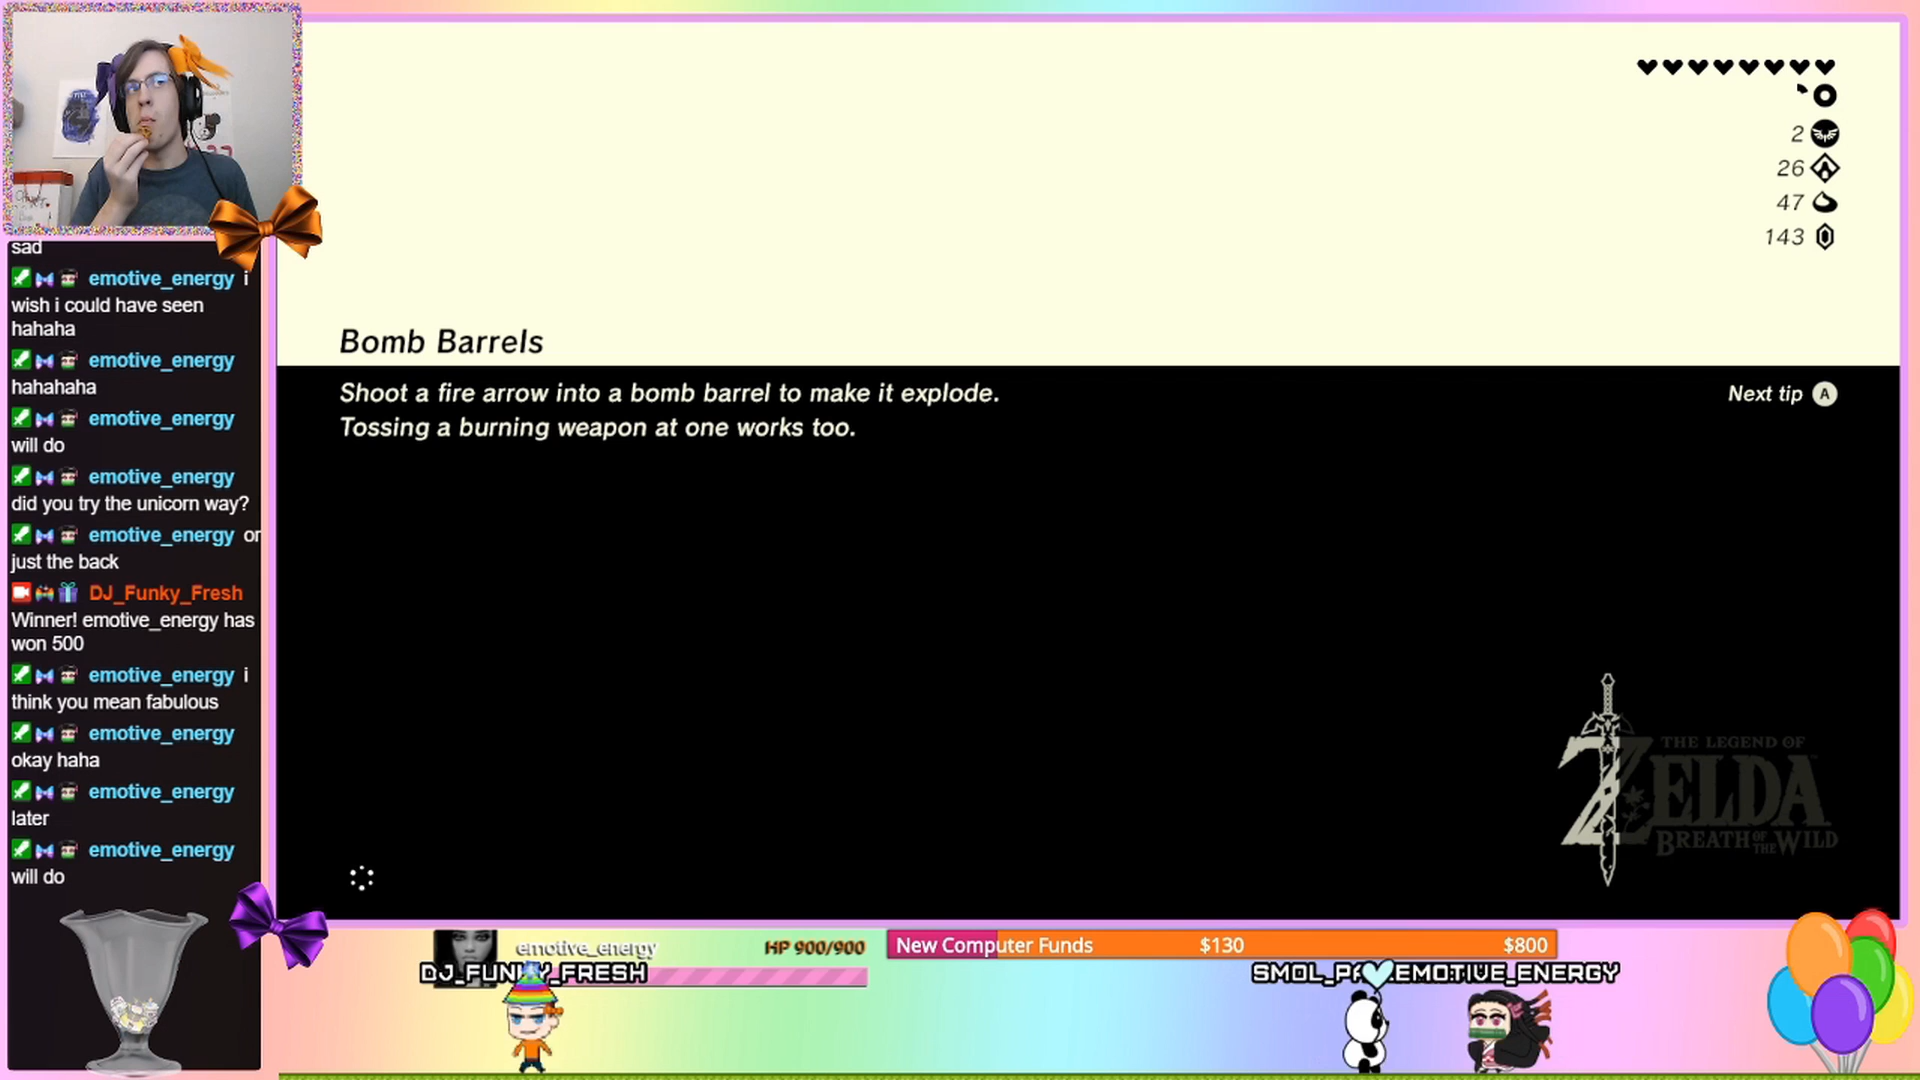 sad
emotive_energy i
wish i could have seen
hahaha
emotive_energy
hahahaha
emotive_energy
will do
emotive_energy
did you try the unicorn way?
emotive_energy or
just the back
DJ_Funky_Fresh
Winner! emotive_energy has
won 500
emotive_energy i
think you mean fabulous
emotive_energy
okay haha
emotive_energy
later
emotive_energy
will do
2
26
47
143
Bomb Barrels
Shoot a fire arrow into a bomb barrel to make it explode.
Tossing a burning weapon at one works too.
Next tip A
THE LEGEND OF
ZELDA
BREATH OF THE WILD
emotive_energy HP 900/900
New Computer Funds $130 $800
DJ_FUNKY_FRESH
EMOTIVE_ENERGY